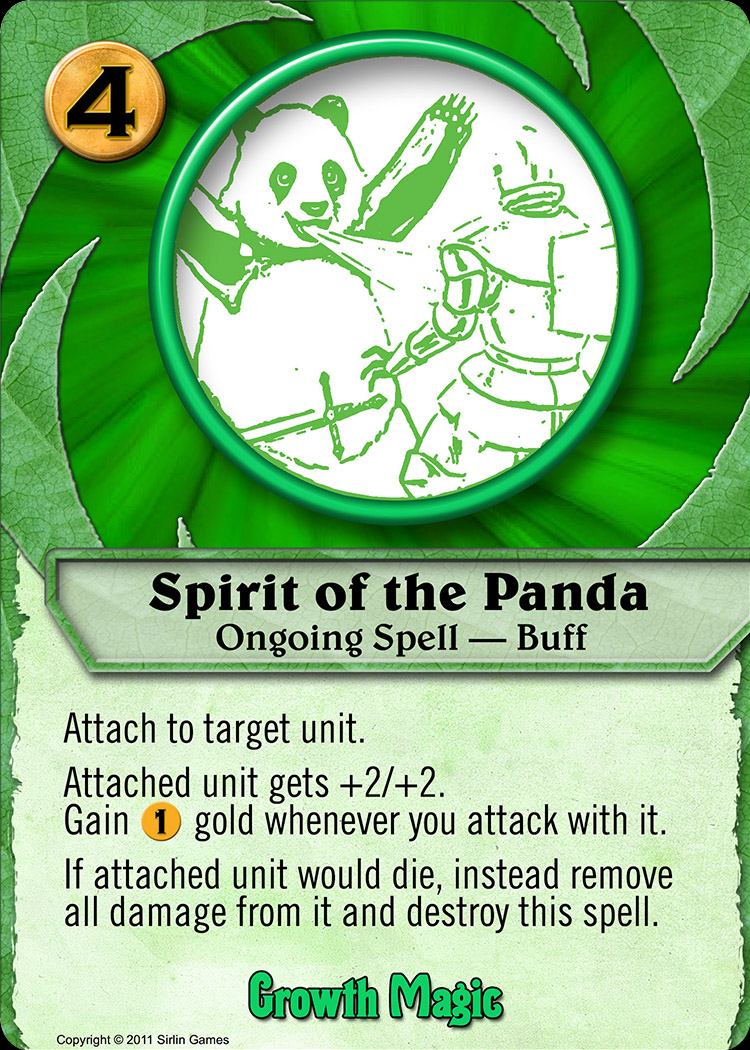 4
Spirit of the Panda
Ongoing Spell — Buff
Attach to target unit.
Attached unit gets +2/+2.
Gain 1 gold whenever you attack with it.
If attached unit would die, instead remove
all damage from it and destroy this spell.
Growth Magic
Copyright © 2011 Sirlin Games